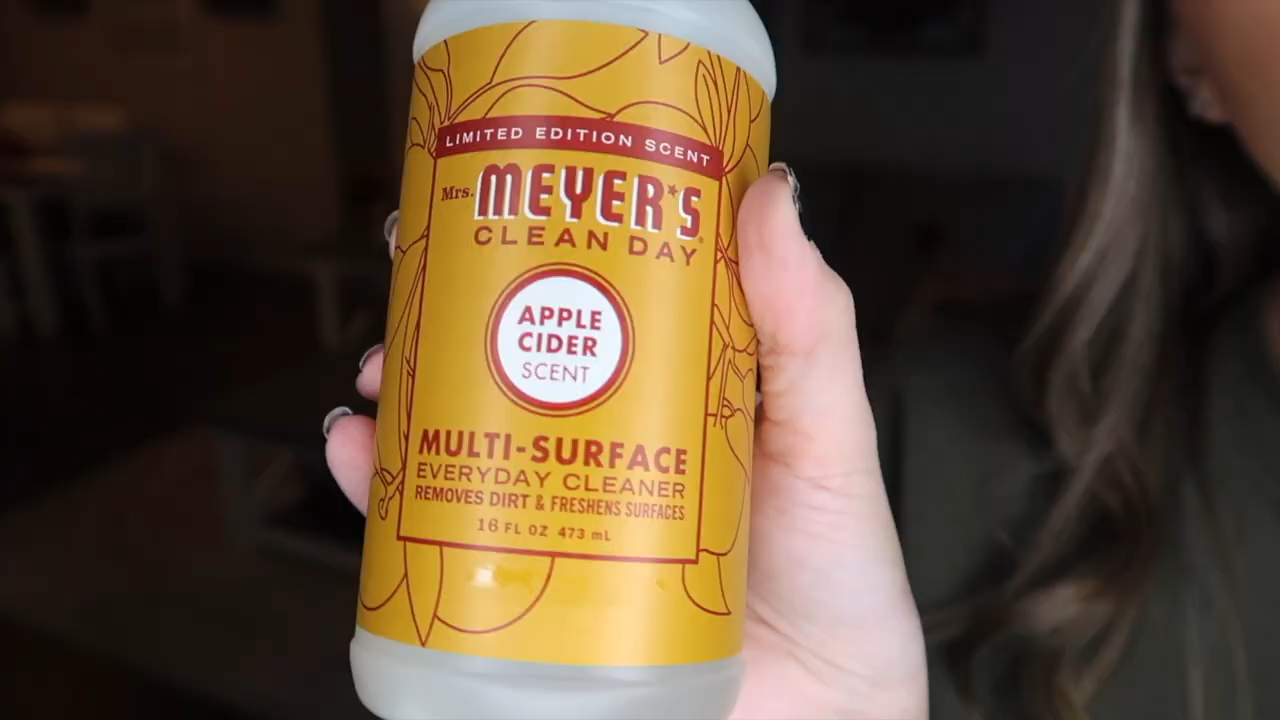 LIMITED EDITION SCENT
Mrs. MEYER'S®
CLEAN DAY
APPLE
CIDER
SCENT
MULTI-SURFACE
EVERYDAY CLEANER
REMOVES DIRT & FRESHENS SURFACES
16 FL OZ 473 mL